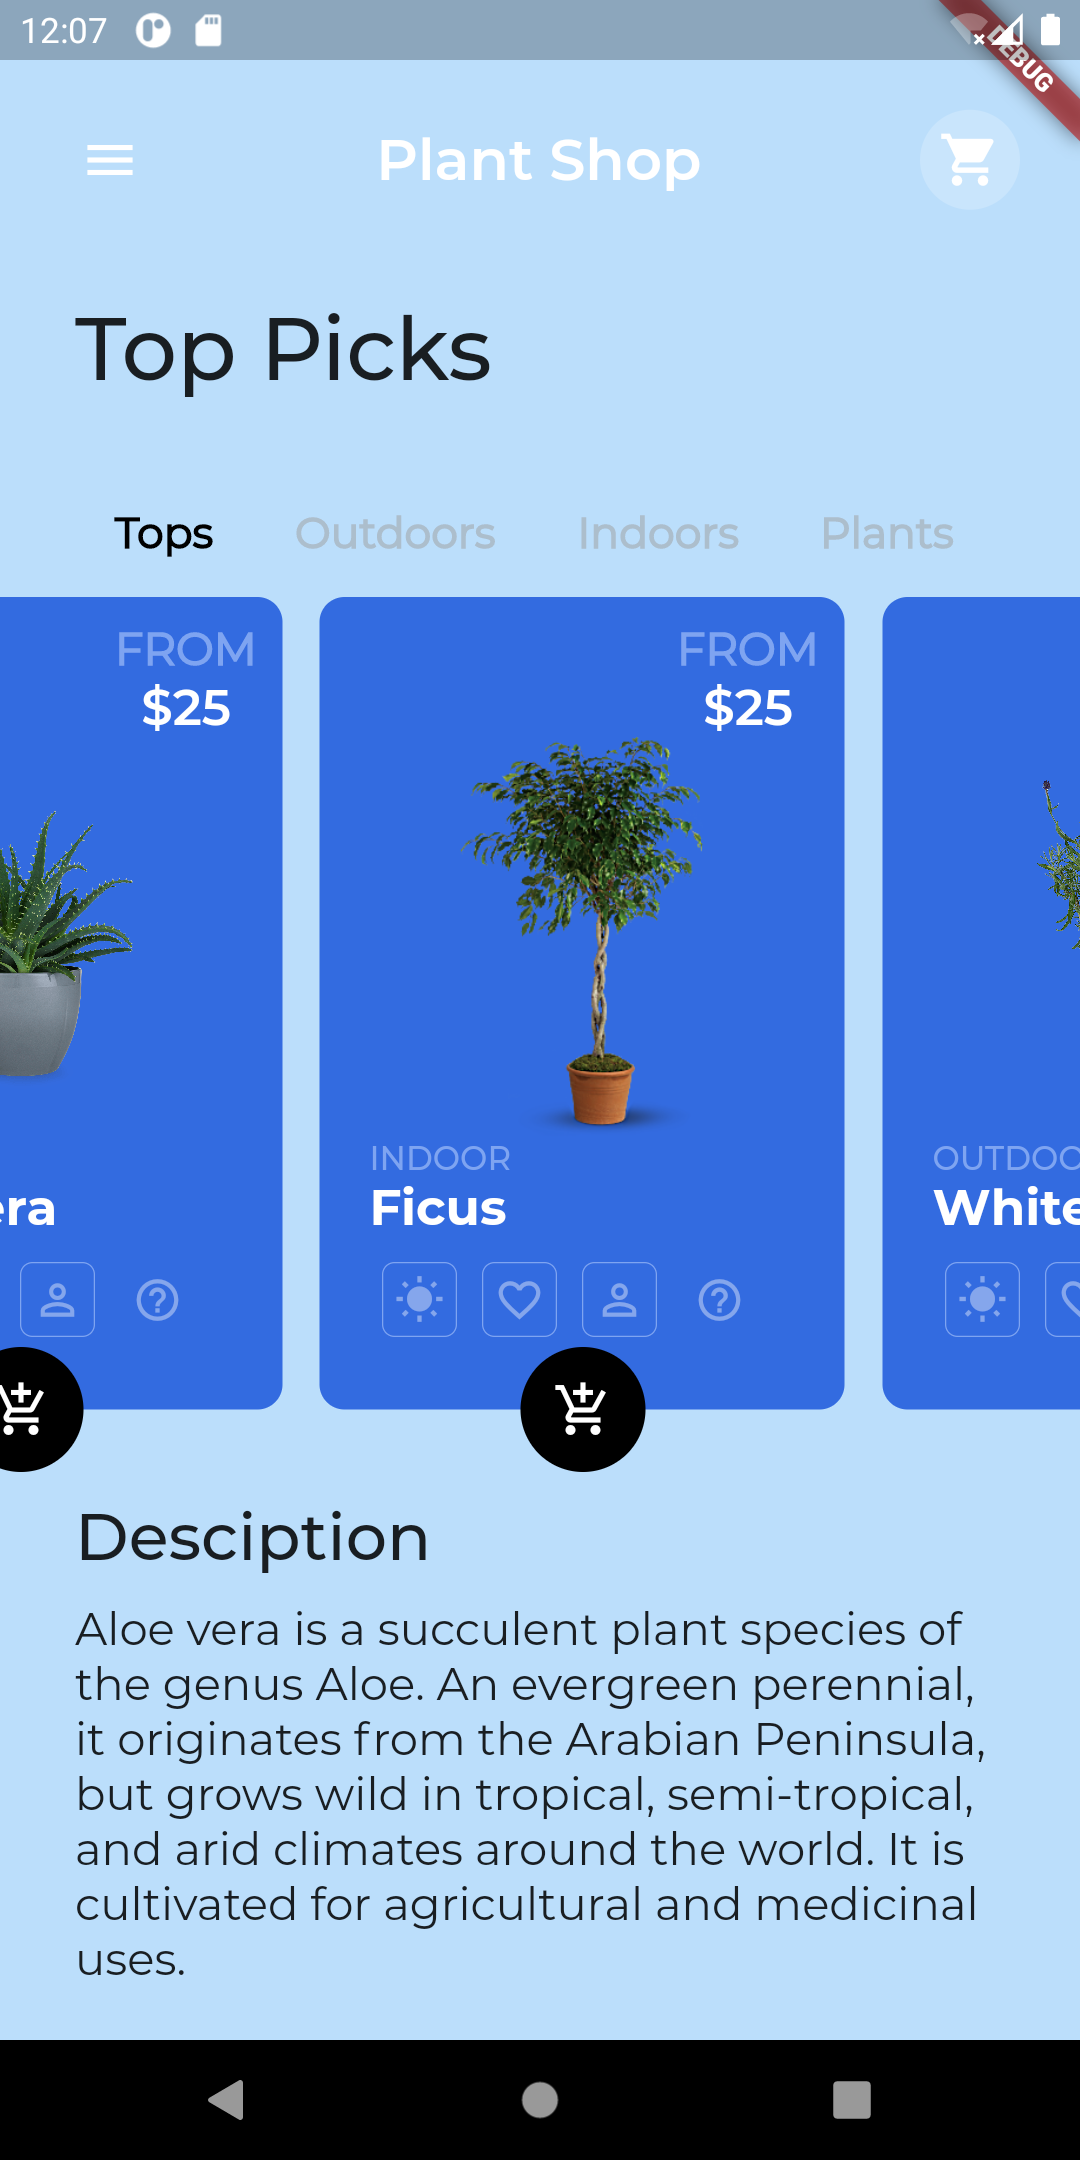 12:07
DEBUG
Plant Shop
Top Picks
Tops Outdoors Indoors Plants
FROM FROM
$25 $25
INDOOR OUTDOO
era Ficus White
Desciption
Aloe vera is a succulent plant species of
the genus Aloe. An evergreen perennial,
it originates from the Arabian Peninsula,
but grows wild in tropical, semi-tropical,
and arid climates around the world. It is
cultivated for agricultural and medicinal
uses.